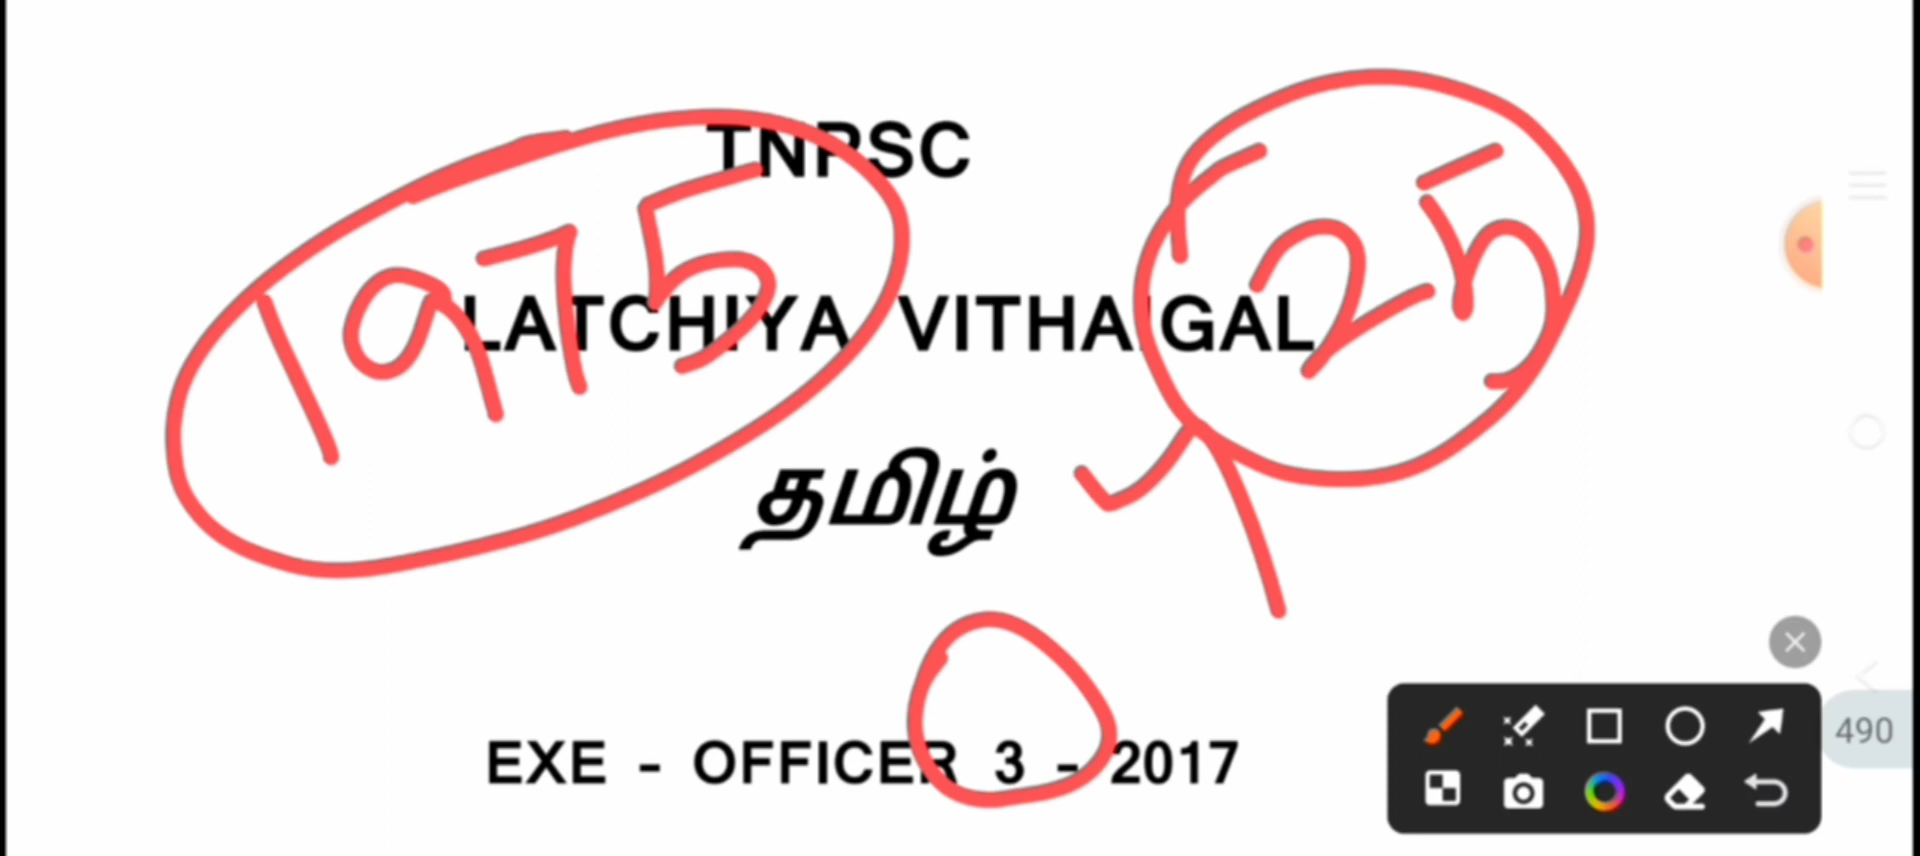 TNPSC
1975
25
LATCHIYA VITHAIGAL
தமிழ்
EXE - OFFICER 3 - 2017
490